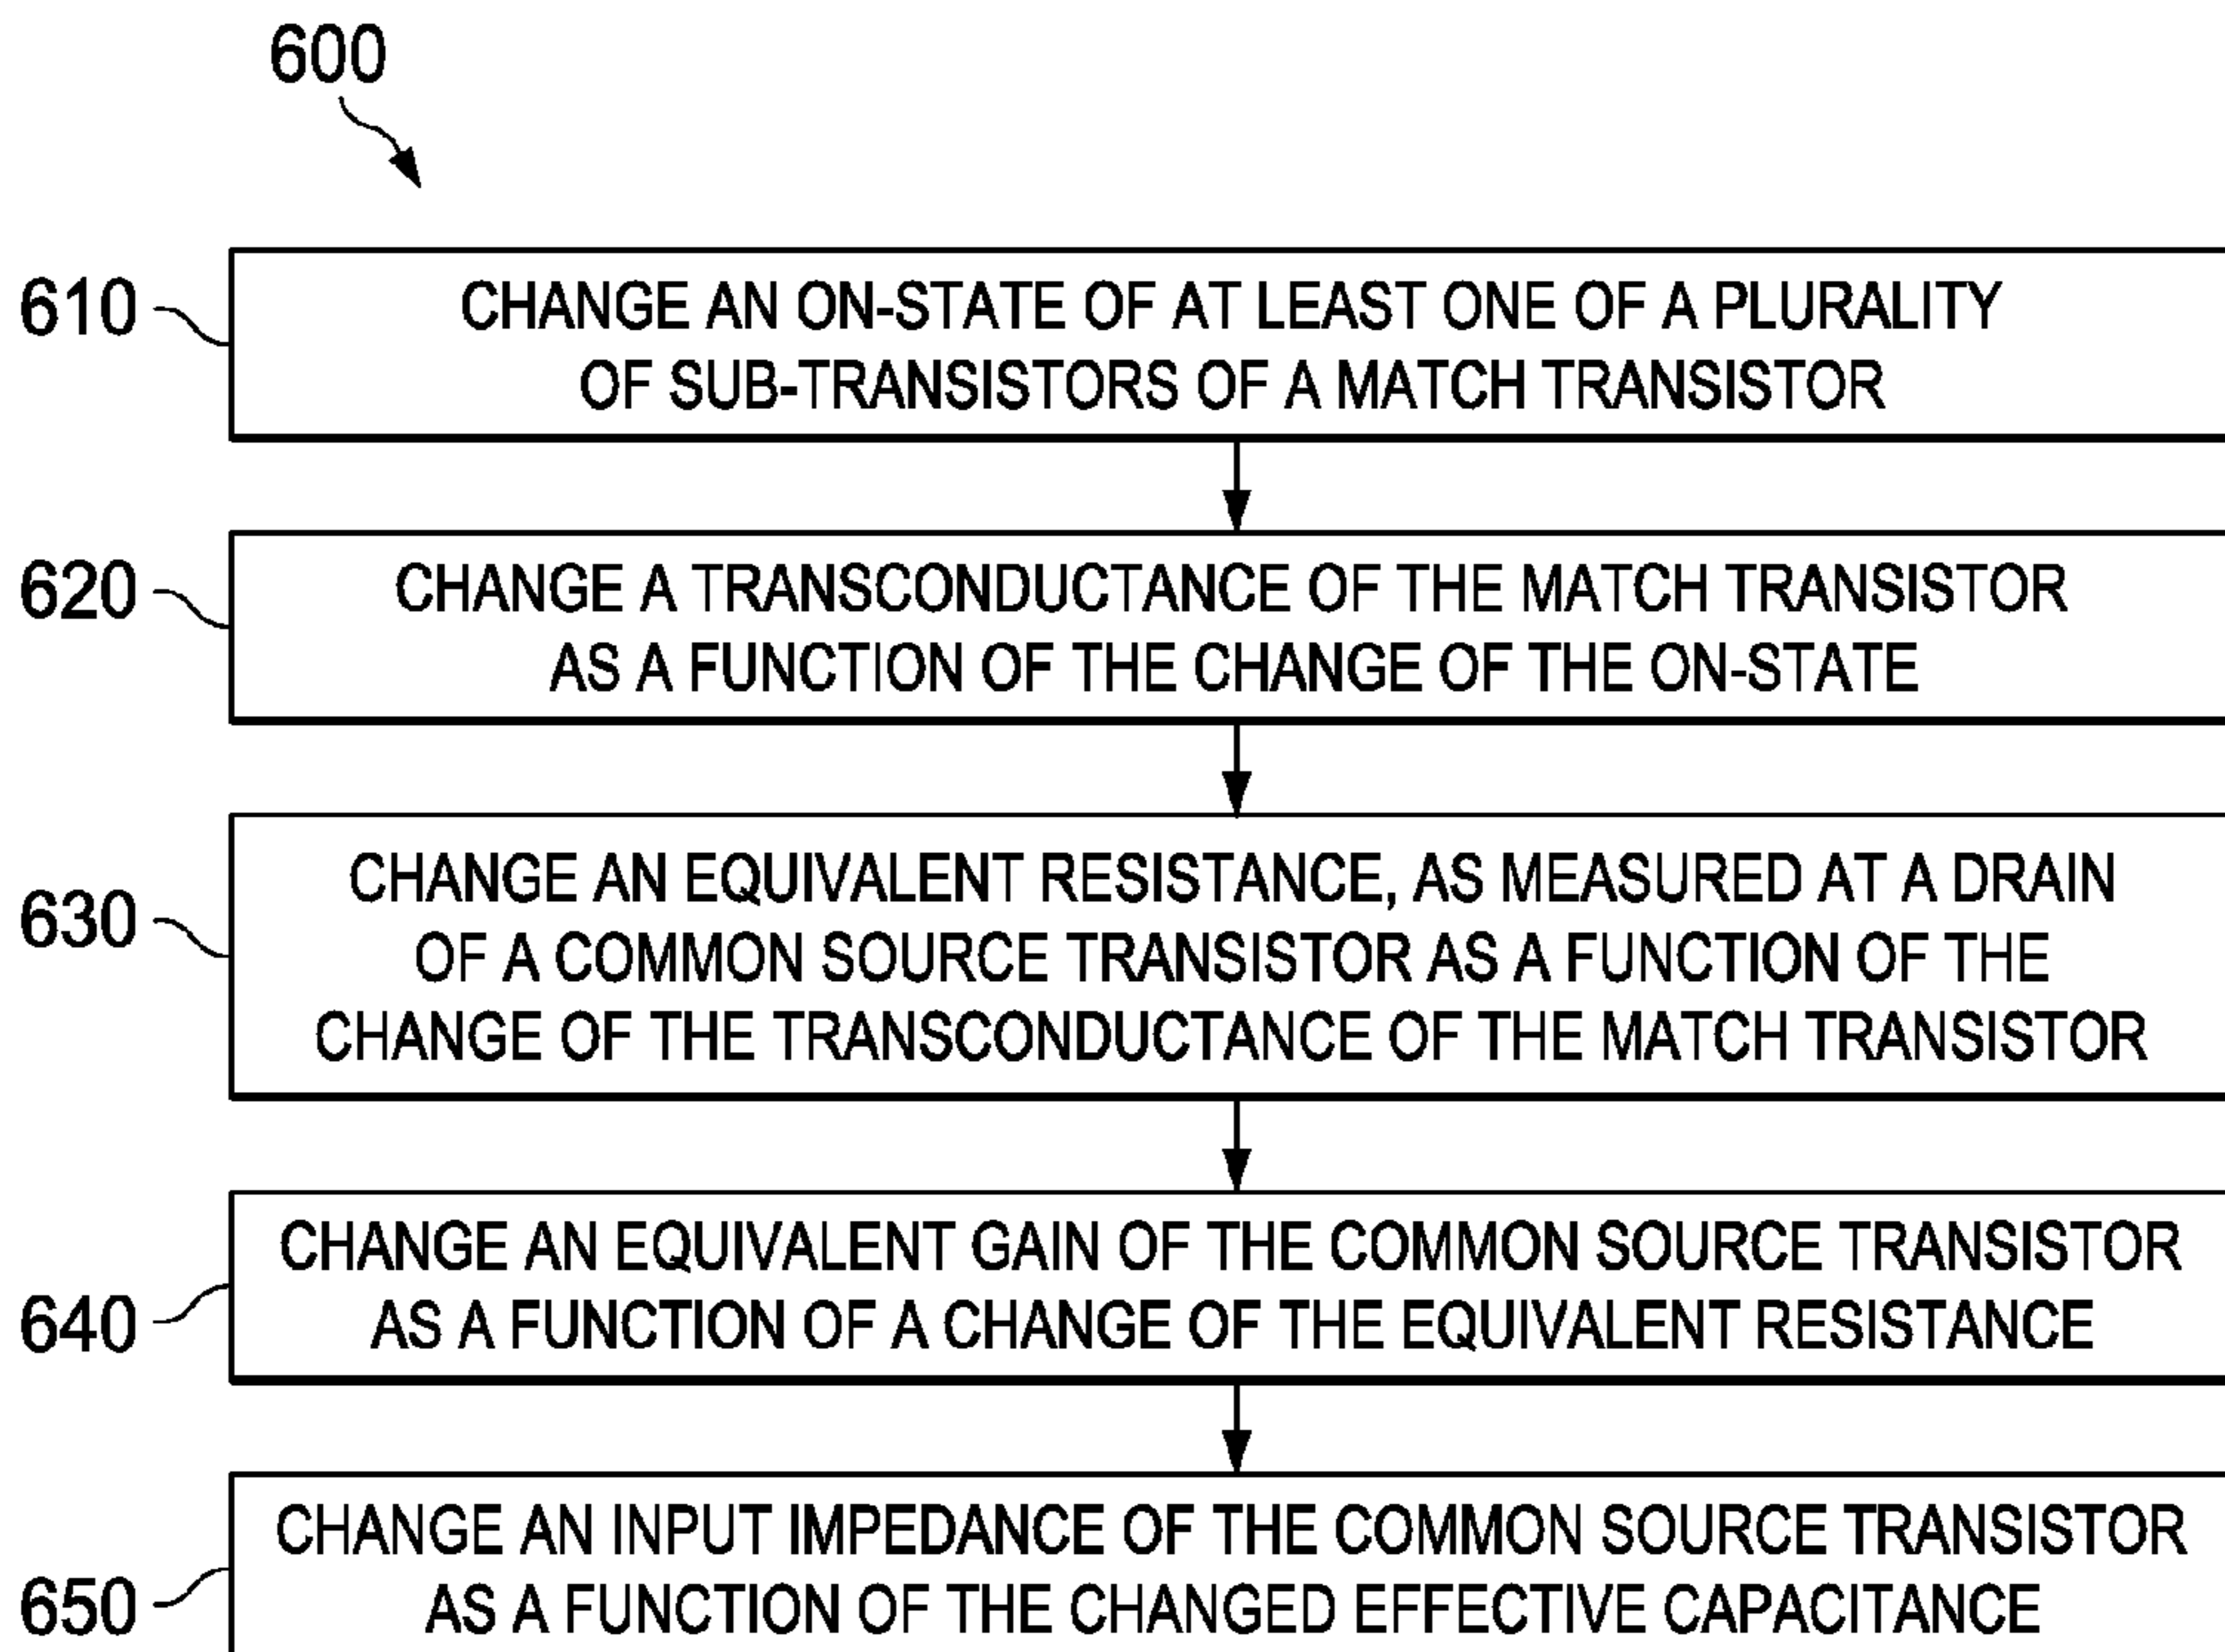 600
610
CHANGE AN ON-STATE OF AT LEAST ONE OF A PLURALITY
OF SUB-TRANSISTORS OF A MATCH TRANSISTOR
620
CHANGE A TRANSCONDUCTANCE OF THE MATCH TRANSISTOR
AS A FUNCTION OF THE CHANGE OF THE ON-STATE
630
CHANGE AN EQUIVALENT RESISTANCE, AS MEASURED AT A DRAIN
OF A COMMON SOURCE TRANSISTOR AS A FUNCTION OF THE
CHANGE OF THE TRANSCONDUCTANCE OF THE MATCH TRANSISTOR
640
CHANGE AN EQUIVALENT GAIN OF THE COMMON SOURCE TRANSISTOR
AS A FUNCTION OF A CHANGE OF THE EQUIVALENT RESISTANCE
650
CHANGE AN INPUT IMPEDANCE OF THE COMMON SOURCE TRANSISTOR
AS A FUNCTION OF THE CHANGED EFFECTIVE CAPACITANCE